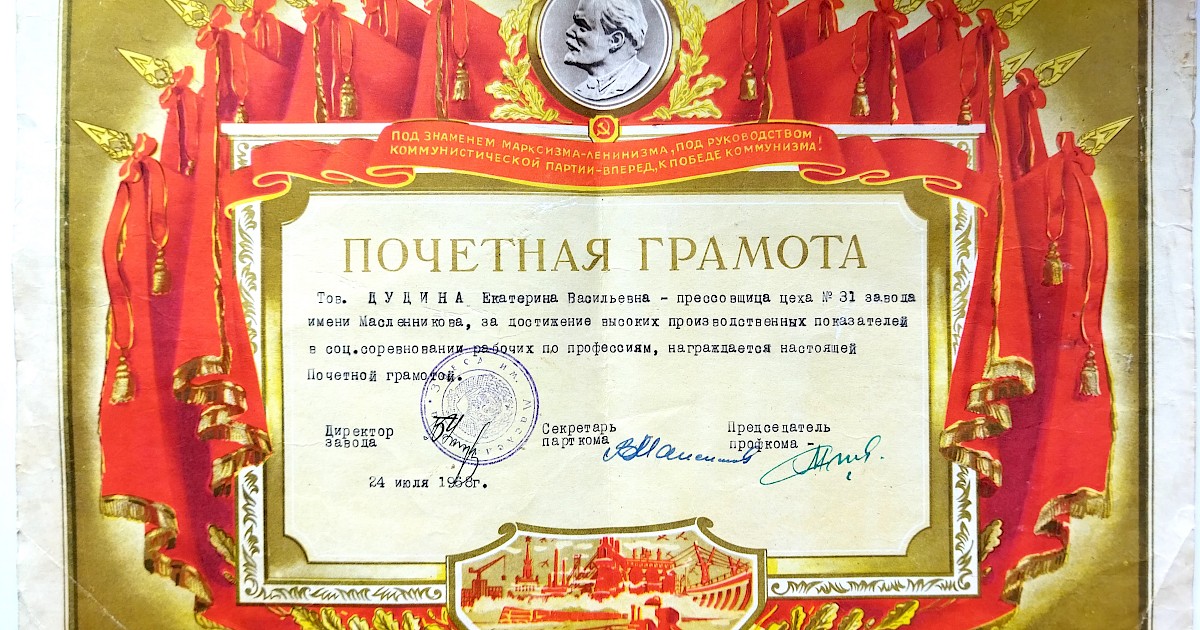 ПОД ЗНАМЕНЕМ МАРКСИЗМА-ЛЕНИНИЗМА, ПОД РУКОВОДСТВОМ
КОММУНИСТИЧЕСКОЙ ПАРТИИ-ВПЕРЕД, К ПОБЕДЕ КОММУНИЗМА!
ПОЧЕТНАЯ ГРАМОТА
Тов. ДУДИНА Екатерина Васильевна - прессовщица цеха № 31 завода
имени Масленникова, за достижение высоких производственных показателей
в соц.соревновании рабочих по профессиям, награждается настоящей
Почетной грамотой.
Директор завода
Секретарь парткома
Председатель профкома -
24 июля 1958г.